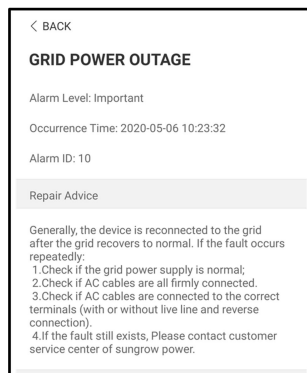 < BACK
GRID POWER OUTAGE
Alarm Level: Important
Occurrence Time: 2020-05-06 10:23:32
Alarm ID: 10
Repair Advice
Generally, the device is reconnected to the grid
after the grid recovers to normal. If the fault occurs
repeatedly:
1.Check if the grid power supply is normal;
2.Check if AC cables are all firmly connected.
3.Check if AC cables are connected to the correct
terminals (with or without live line and reverse
connection).
4.If the fault still exists, Please contact customer
service center of sungrow power.